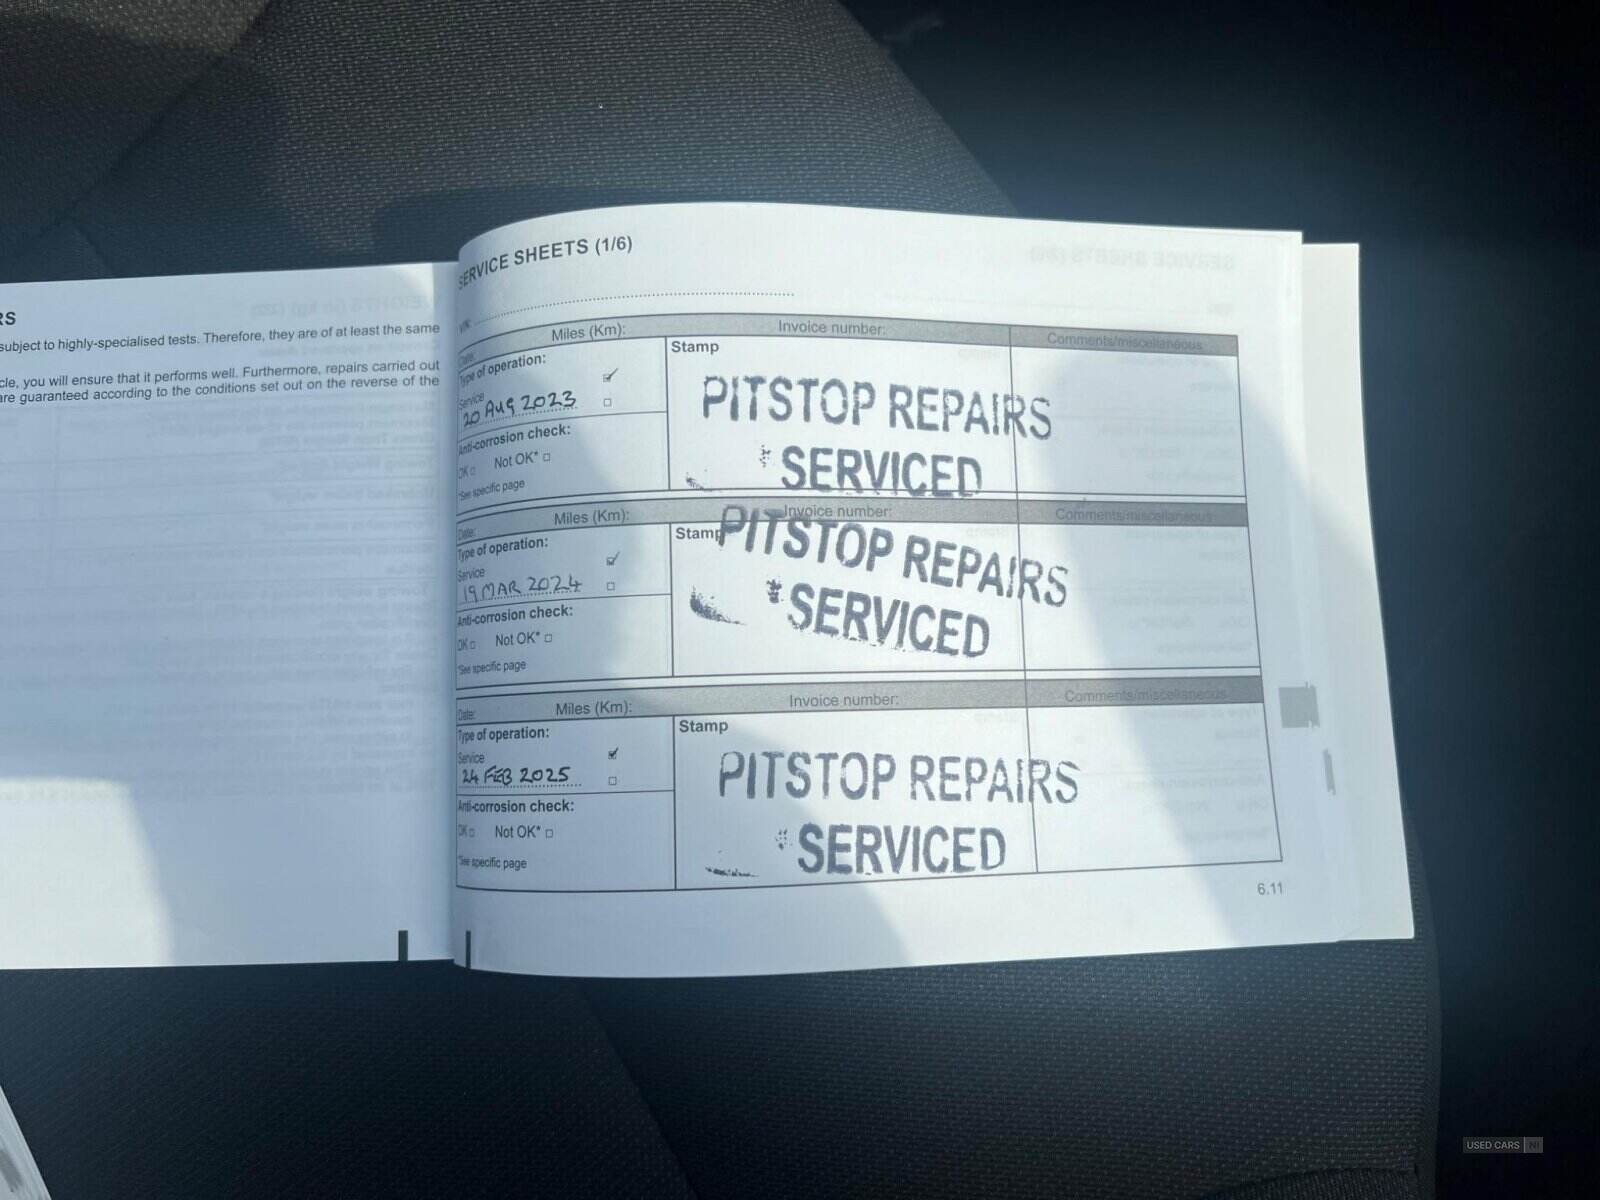 RS
subject to highly-specialised tests. Therefore, they are of at least the same
cle, you will ensure that it performs well. Furthermore, repairs carried out
are guaranteed according to the conditions set out on the reverse of the
SERVICE SHEETS (1/6)
VIN:
Date: Miles (Km): Invoice number: Comments/miscellaneous
Type of operation:
Stamp
Service
20 AUG 2023
PITSTOP REPAIRS
SERVICED
Anti-corrosion check:
OK □ Not OK* □
*See specific page
Date: Miles (Km): Invoice number: Comments/miscellaneous
Type of operation:
Stamp
Service
19 MAR 2024
PITSTOP REPAIRS
SERVICED
Anti-corrosion check:
OK □ Not OK* □
*See specific page
Date: Miles (Km): Invoice number: Comments/miscellaneous
Type of operation:
Stamp
Service
24 FEB 2025
PITSTOP REPAIRS
SERVICED
Anti-corrosion check:
OK □ Not OK* □
*See specific page
6.11
USED CARS NI